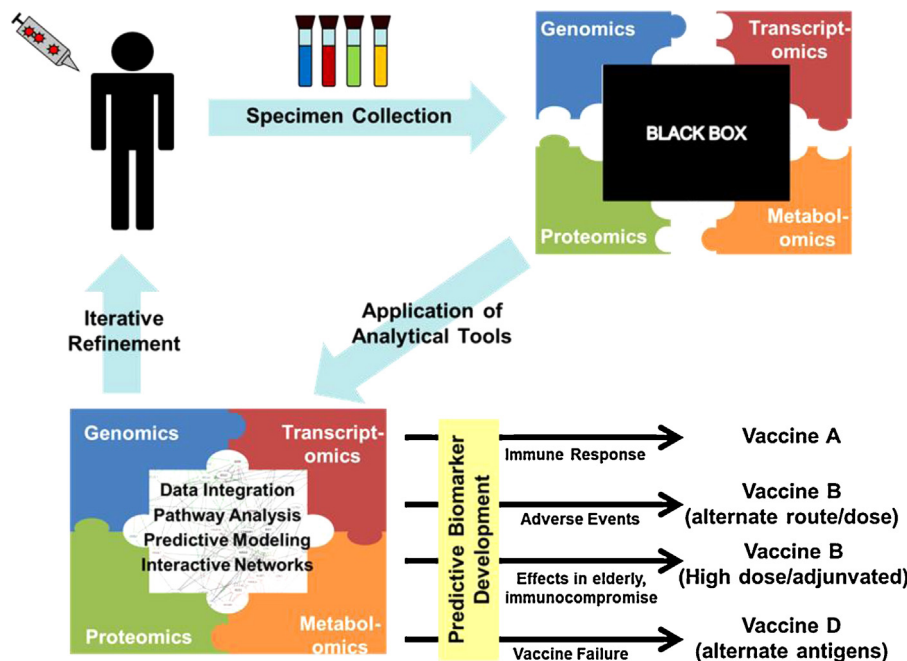 Genomics
Transcript-
omics
Specimen Collection
BLACK BOX
Proteomics
Metabol-
omics
Iterative
Refinement
Application of
Analytical Tools
Genomics
Transcript-
omics
Data Integration
Pathway Analysis
Predictive Modeling
Interactive Networks
Proteomics
Metabol-
omics
Predictive Biomarker
Development
Immune Response
Vaccine A
Adverse Events
Vaccine B
(alternate route/dose)
Effects in elderly,
immunocompromise
Vaccine B
(High dose/adjunvated)
Vaccine Failure
Vaccine D
(alternate antigens)